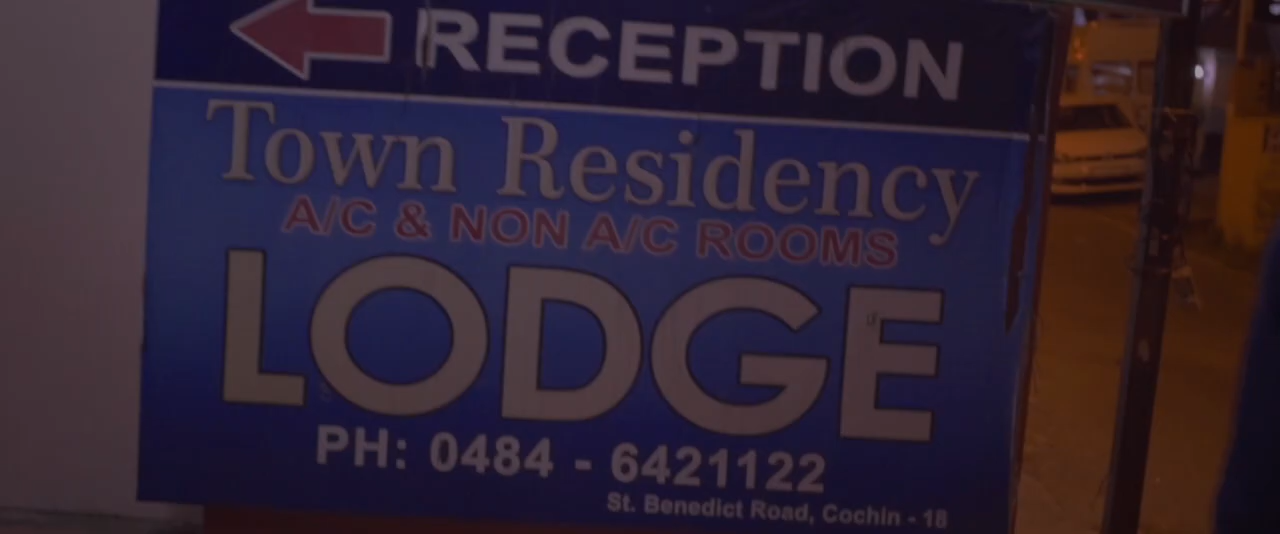 RECEPTION
Town Residency
A/C & NON A/C ROOMS
LODGE
PH: 0484 - 6421122
St. Benedict Road, Cochin - 18